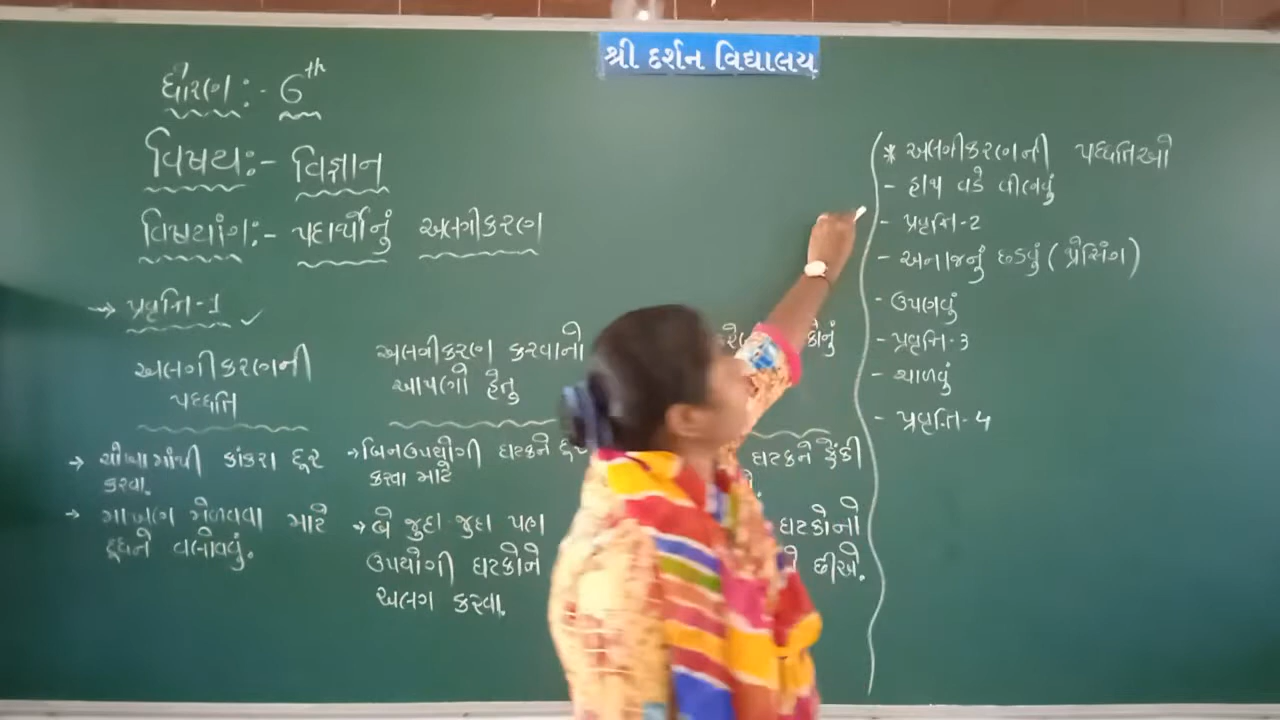 શ્રી દર્શન વિદ્યાલય
ધોરણ:- 6th
વિષય:- વિજ્ઞાન
વિષયાંગ:- પદાર્થોનું અલગીકરણ
પ્રવૃત્તિ-1 ✓
અલગીકરણની
પધ્ધતિ
અલગીકરણ કરવાનો
આપણો હેતુ
ચોખામાંથી કાંકરા દૂર
કરવા.
→ બિનઉપયોગી ઘટકને દૂર
કરવા માટે
ઘટકને ફેંકી
→ માખણ મેળવવા માટે
દૂધને વલોવવું.
→ બે જુદા જુદા પણ
ઉપયોગી ઘટકોને
અલગ કરવા.
ઘટકોનો
છીએ.
* અલગીકરણની પધ્ધતિઓ
- હાથ વડે વીણવું
- પ્રવૃત્તિ-2
- અનાજનું છડવું (થ્રેસિંગ)
- ઉપણવું
- પ્રવૃત્તિ-3
- ચાળવું
- પ્રવૃત્તિ-4